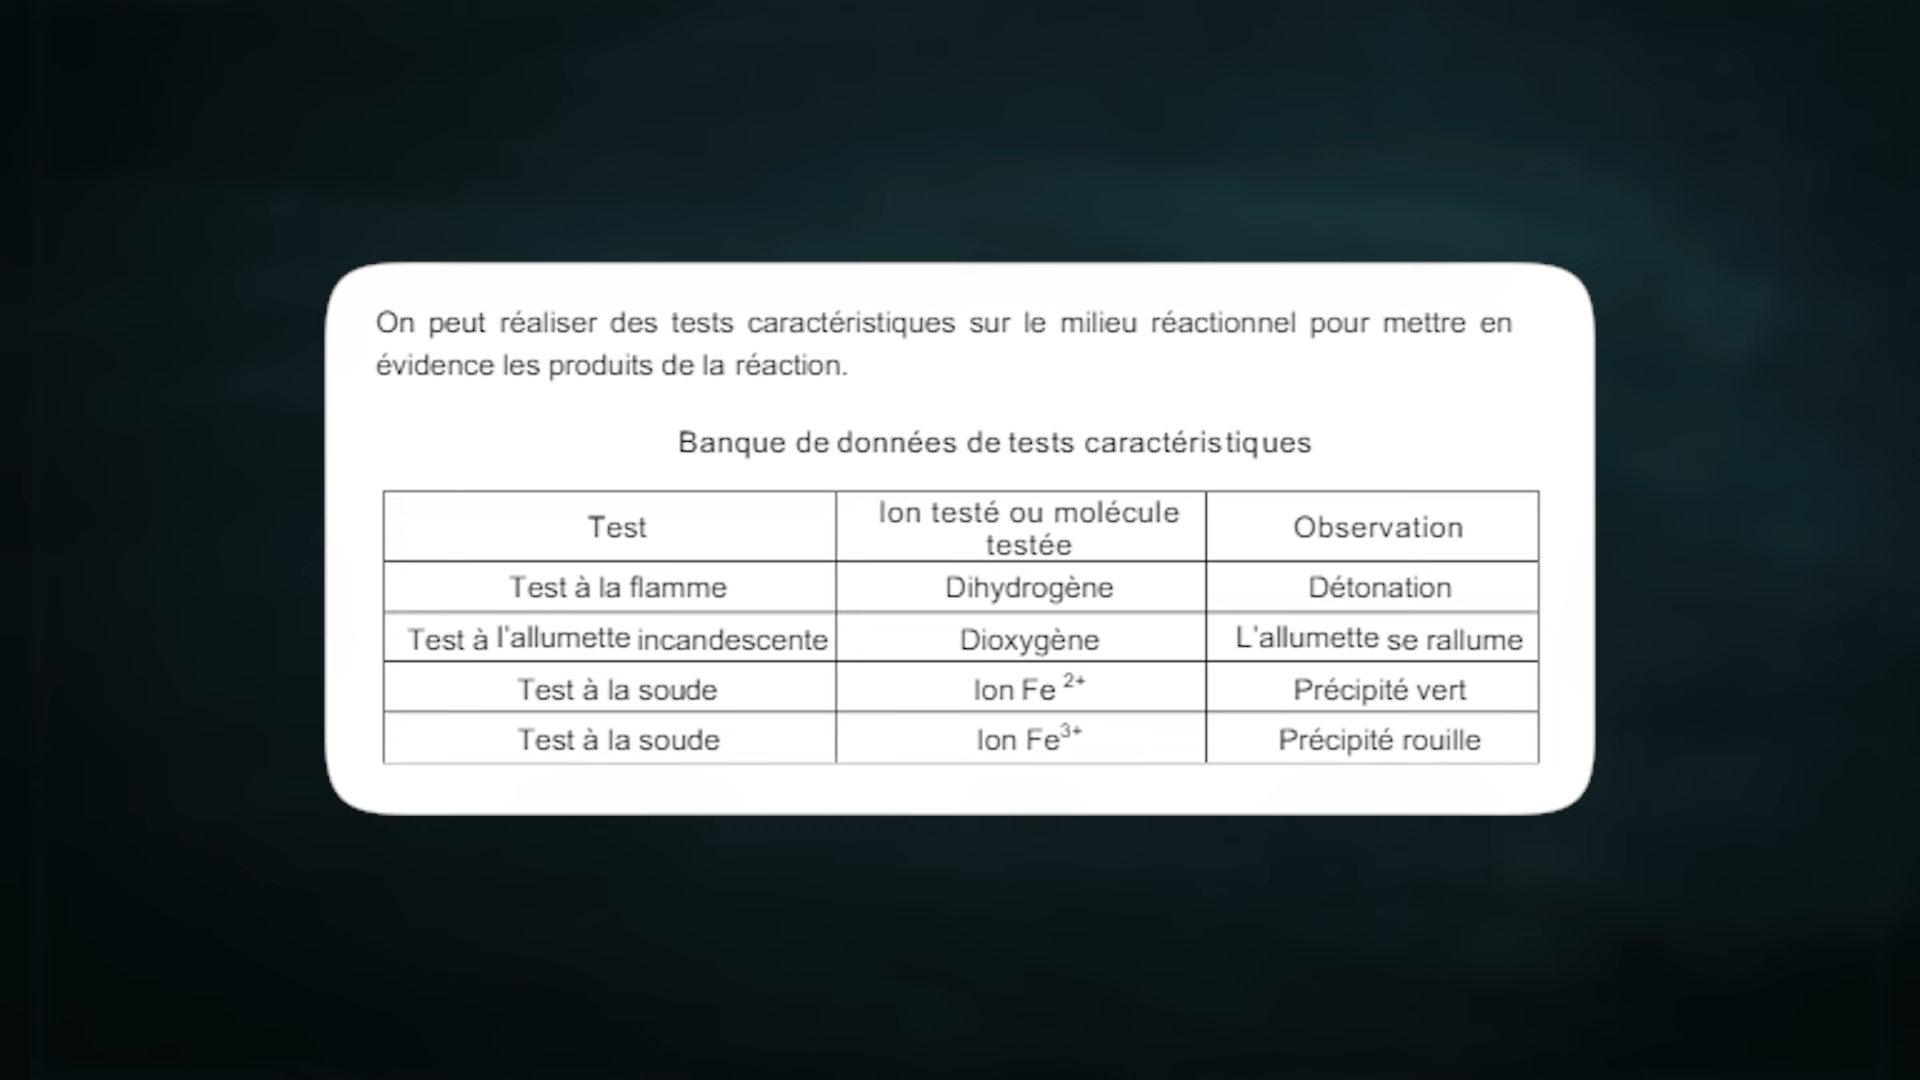 On peut réaliser des tests caractéristiques sur le milieu réactionnel pour mettre en
évidence les produits de la réaction.
Banque de données de tests caractéristiques
Test Ion testé ou molécule testée Observation
Test à la flamme Dihydrogène Détonation
Test à l'allumette incandescente Dioxygène L'allumette se rallume
Test à la soude Ion Fe 2+ Précipité vert
Test à la soude Ion Fe3+ Précipité rouille